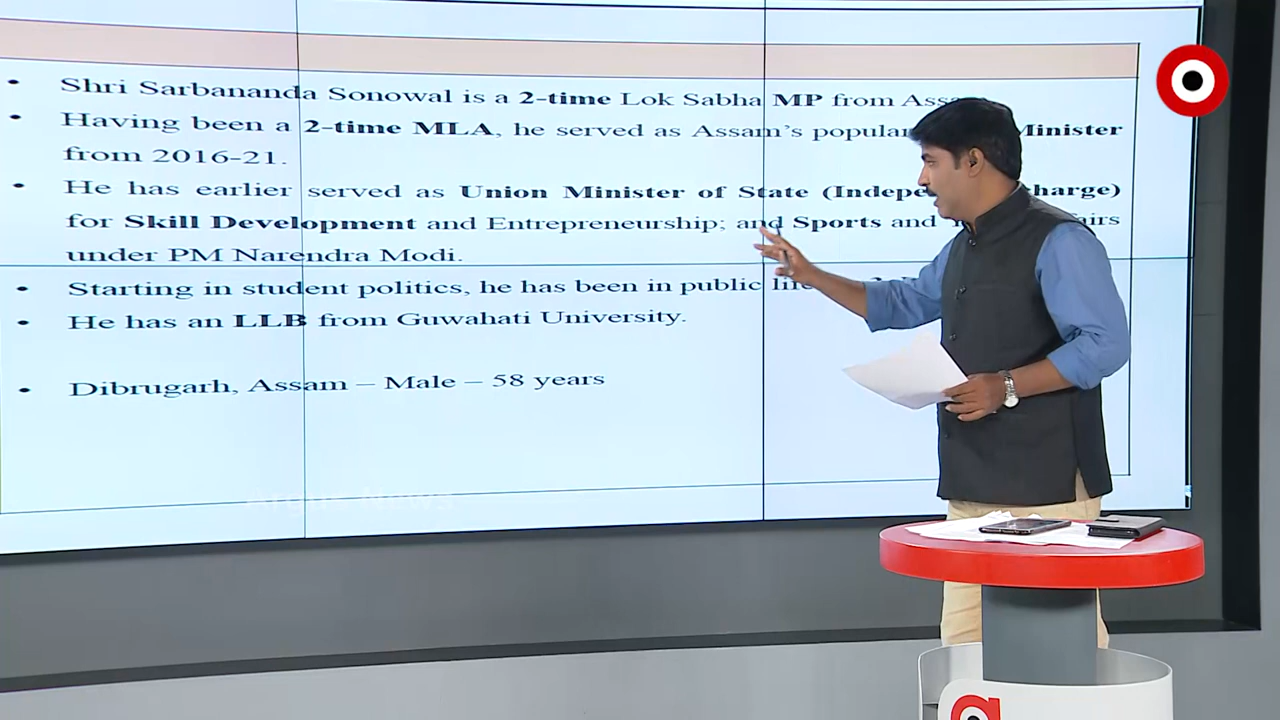 • Shri Sarbananda Sonowal is a 2-time Lok Sabha MP from
• Having been a 2-time MLA, he served as Assam's popular Minister
from 2016-21.
• He has earlier served as Union Minister of State
for Skill Development and Entrepreneurship; and Sports and
under PM Narendra Modi.
• Starting in student politics, he has been in public
• He has an LLB from Guwahati University.
• Dibrugarh, Assam – Male – 58 years
Argus News